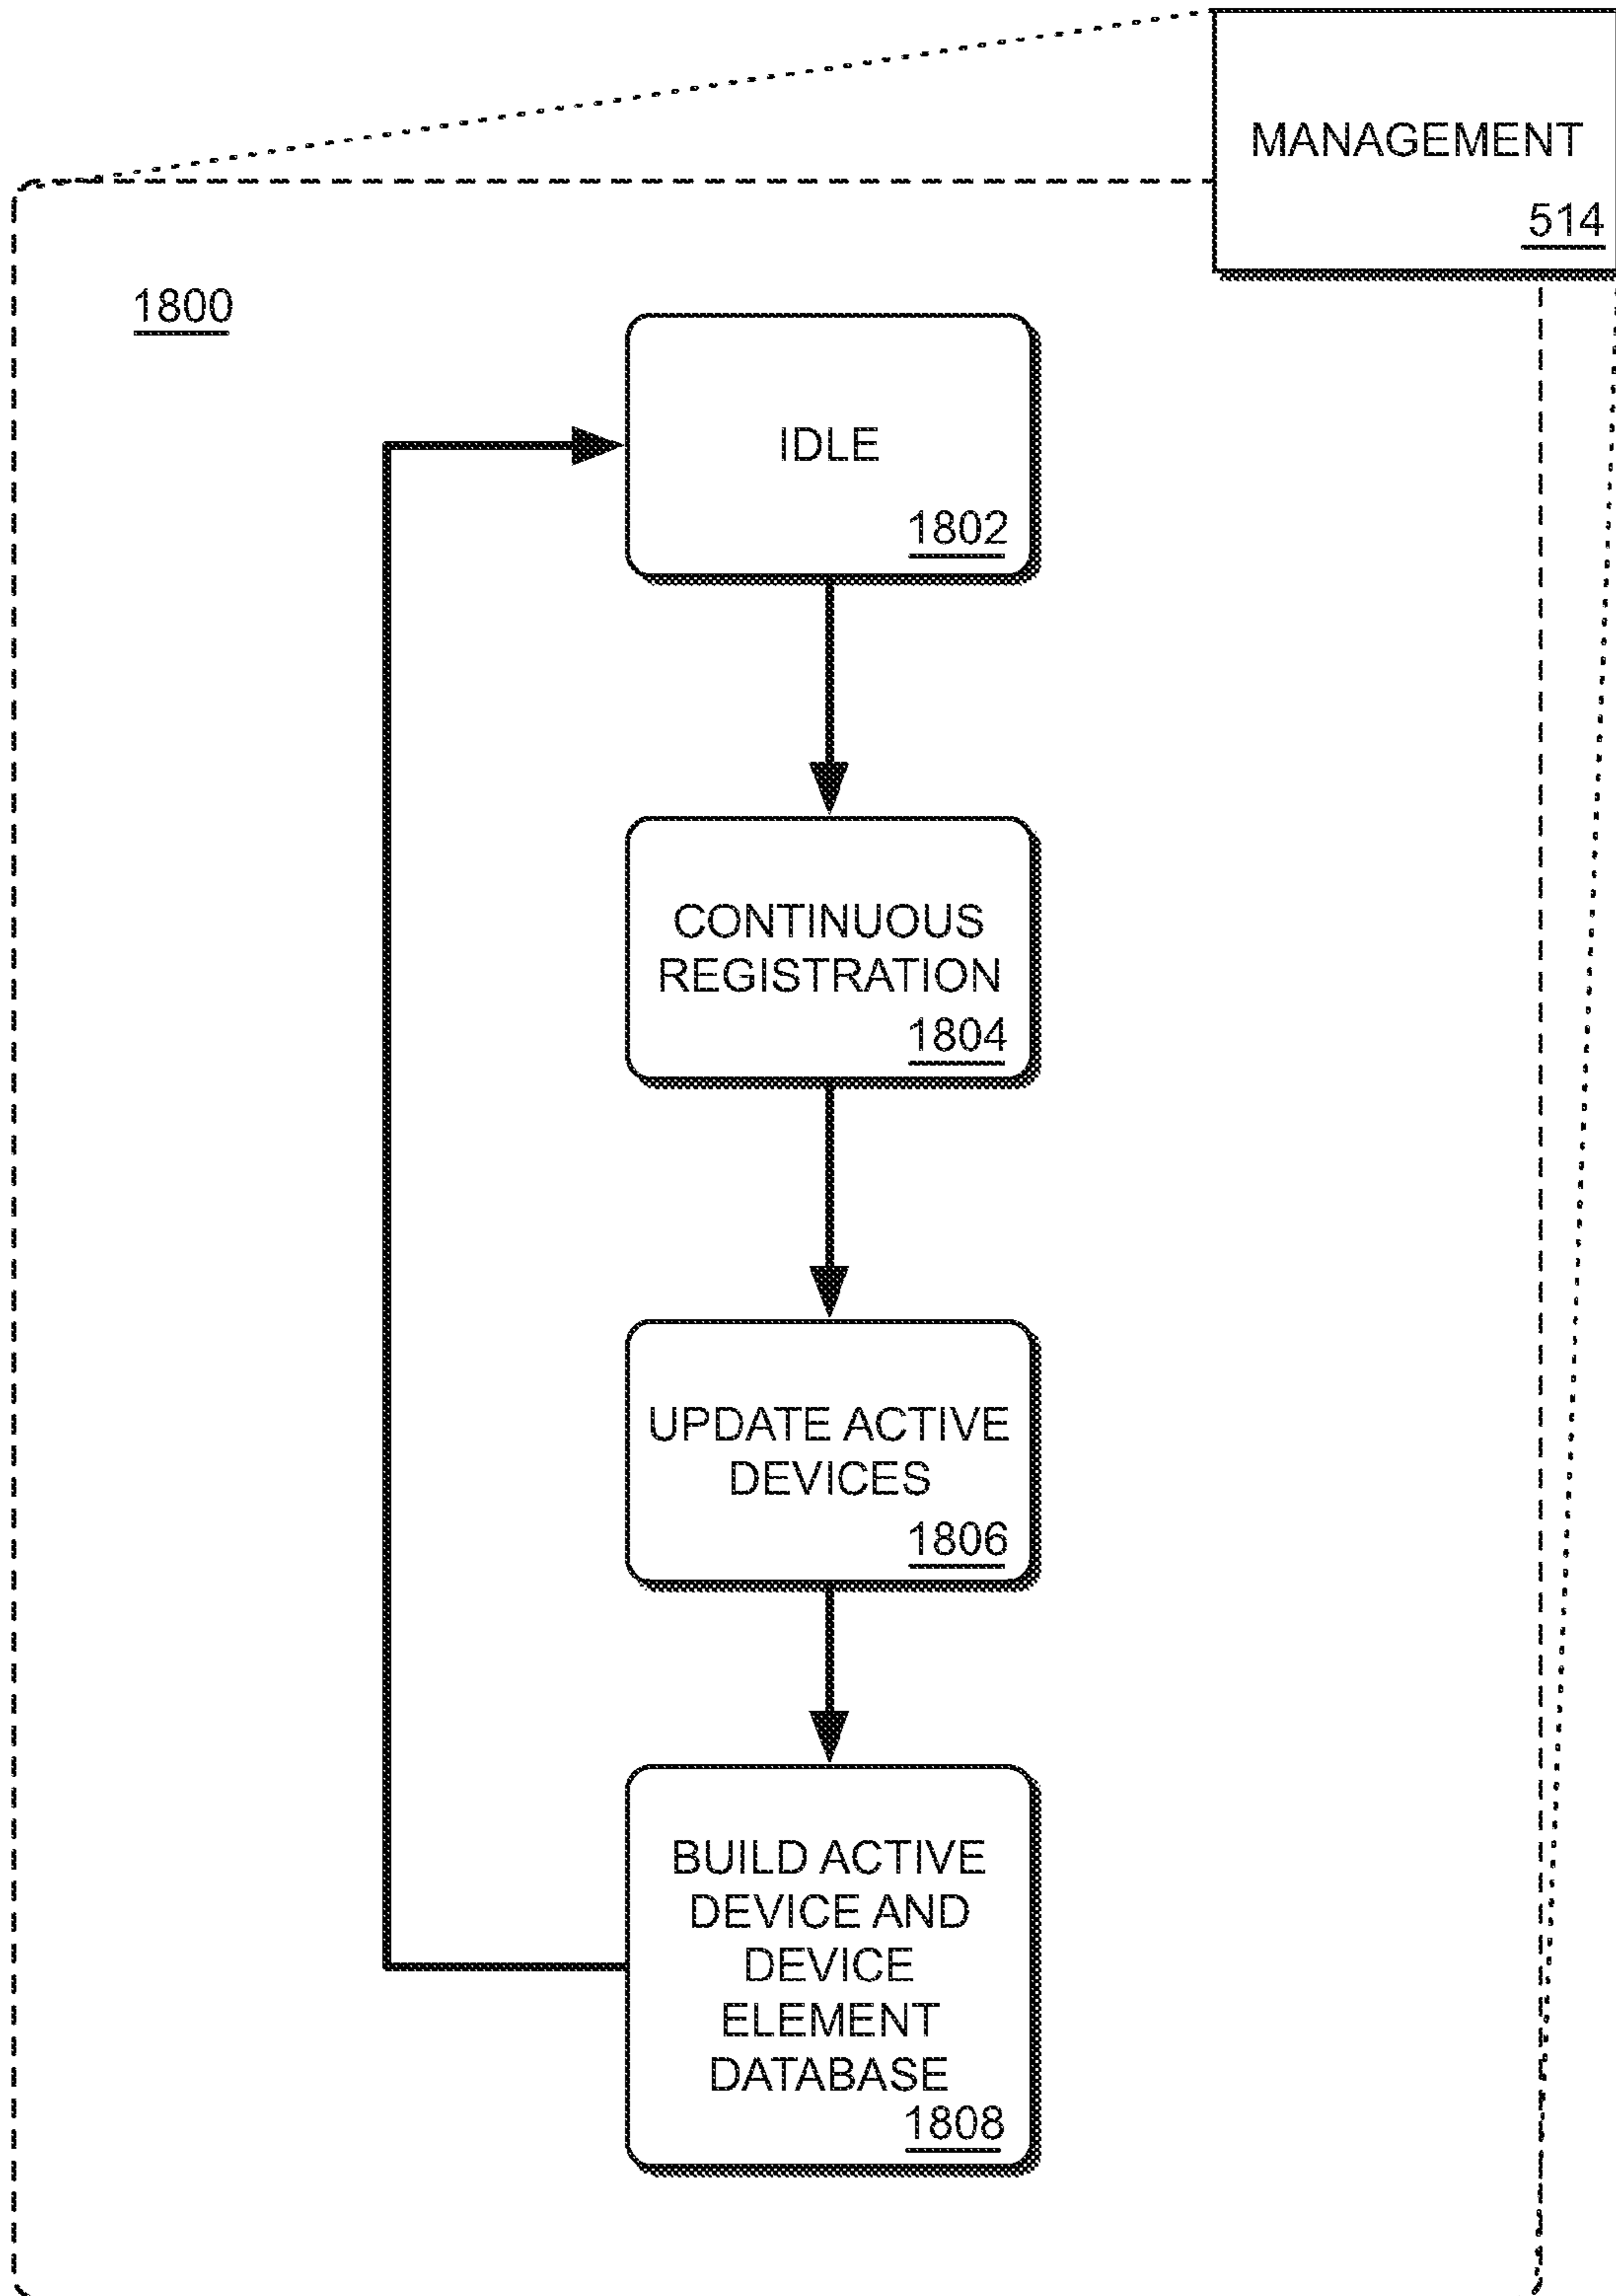 MANAGEMENT
514
1800
IDLE
1802
CONTINUOUS
REGISTRATION
1804
UPDATE ACTIVE
DEVICES
1806
BUILD ACTIVE
DEVICE AND
DEVICE
ELEMENT
DATABASE
1808